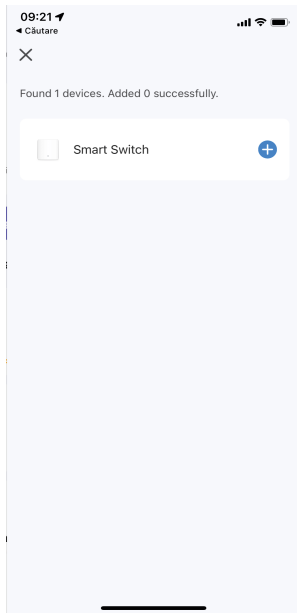 09:21
◀ Căutare
Found 1 devices. Added 0 successfully.
Smart Switch